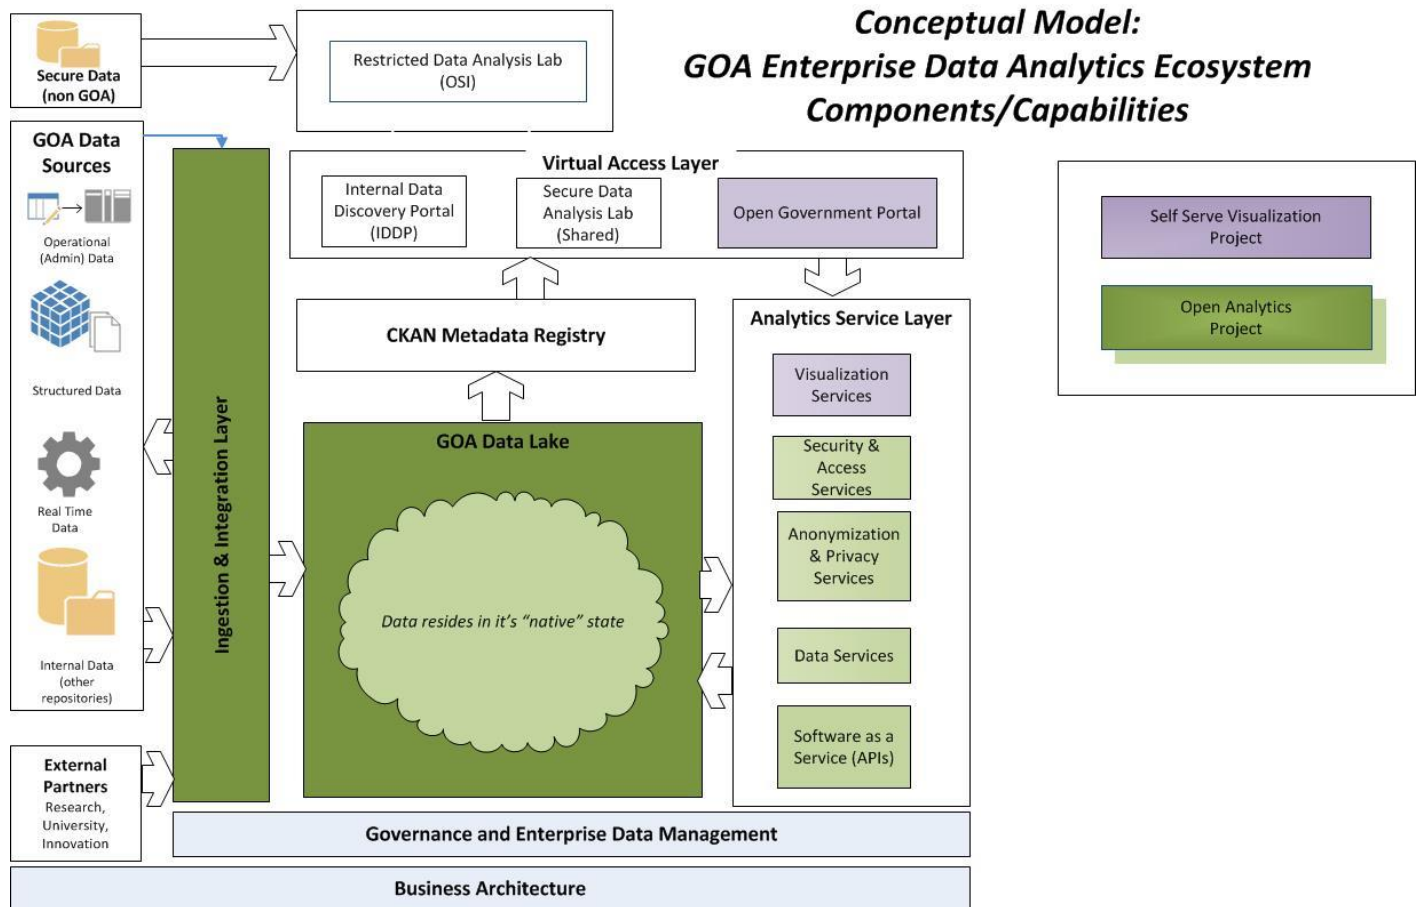 Conceptual Model:
GOA Enterprise Data Analytics Ecosystem
Components/Capabilities
Secure Data
(non GOA)
Restricted Data Analysis Lab
(OSI)
GOA Data
Sources
Operational
(Admin) Data
Structured Data
Real Time
Data
Internal Data
(other
repositories)
External
Partners
Research,
University,
Innovation
Ingestion & Integration Layer
Virtual Access Layer
Internal Data
Discovery Portal
(IDDP)
Secure Data
Analysis Lab
(Shared)
Open Government Portal
CKAN Metadata Registry
GOA Data Lake
Data resides in it's "native" state
Analytics Service Layer
Visualization
Services
Security &
Access
Services
Anonymization
& Privacy
Services
Data Services
Software as a
Service (APIs)
Self Serve Visualization
Project
Open Analytics
Project
Governance and Enterprise Data Management
Business Architecture